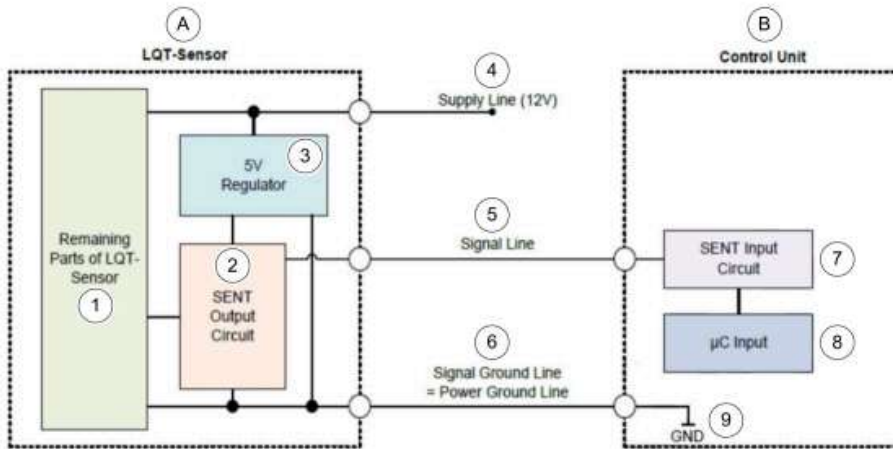 A
LQT-Sensor
B
Control Unit
4
Supply Line (12V)
3
5V
Regulator
5
Signal Line
Remaining
Parts of LQT-
Sensor
1
2
SENT
Output
Circuit
SENT Input
Circuit
7
µC Input
8
6
Signal Ground Line
= Power Ground Line
9
GND